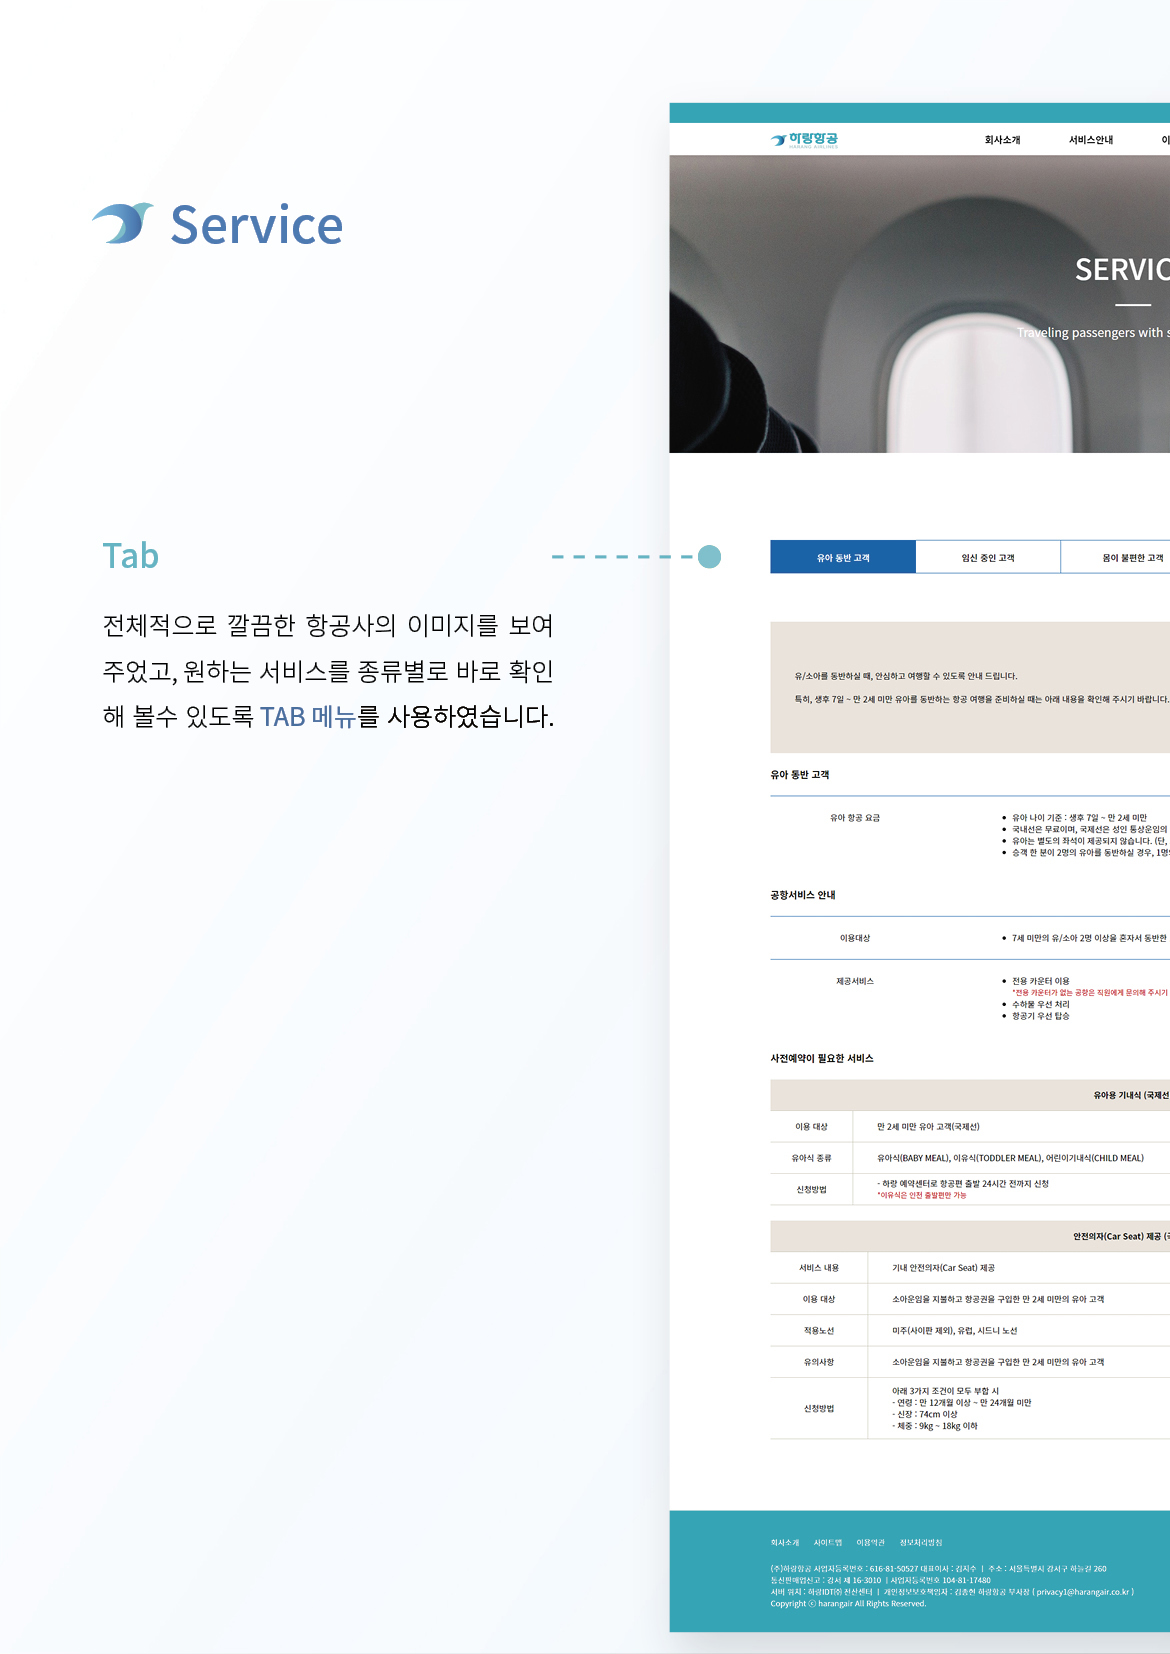 Service
Tab
전체적으로 깔끔한 항공사의 이미지를 보여
주었고, 원하는 서비스를 종류별로 바로 확인
해 볼수 있도록 TAB 메뉴를 사용하였습니다.
하랑항공
HARANG AIRLINES
회사소개 서비스안내 이
SERVIC
Traveling passengers with s
유아 동반 고객 임신 중인 고객 몸이 불편한 고객
유/소아를 동반하실 때, 안심하고 여행할 수 있도록 안내 드립니다.
특히, 생후 7일 ~ 만 2세 미만 유아를 동반하는 항공 여행을 준비하실 때는 아래 내용을 확인해 주시기 바랍니다.
유아 동반 고객
유아 항공 요금
• 유아 나이 기준 : 생후 7일 ~ 만 2세 미만
• 국내선은 무료이며, 국제선은 성인 통상운임의
• 유아는 별도의 좌석이 제공되지 않습니다. (단,
• 승객 한 분이 2명의 유아를 동반하실 경우, 1명
공항서비스 안내
이용대상
• 7세 미만의 유/소아 2명 이상을 혼자서 동반한
제공서비스
• 전용 카운터 이용
*전용 카운터가 없는 공항은 직원에게 문의해 주시기
• 수하물 우선 처리
• 항공기 우선 탑승
사전예약이 필요한 서비스
유아용 기내식 (국제선
이용 대상 만 2세 미만 유아 고객(국제선)
유아식 종류 유아식(BABY MEAL), 이유식(TODDLER MEAL), 어린이기내식(CHILD MEAL)
신청방법 - 하랑 예약센터로 항공편 출발 24시간 전까지 신청
*이유식은 인천 출발편만 가능
안전의자(Car Seat) 제공 (국
서비스 내용 기내 안전의자(Car Seat) 제공
이용 대상 소아운임을 지불하고 항공권을 구입한 만 2세 미만의 유아 고객
적용노선 미주(사이판 제외), 유럽, 시드니 노선
유의사항 소아운임을 지불하고 항공권을 구입한 만 2세 미만의 유아 고객
신청방법
아래 3가지 조건이 모두 부합 시
- 연령 : 만 12개월 이상 ~ 만 24개월 미만
- 신장 : 74cm 이상
- 체중 : 9kg ~ 18kg 이하
회사소개 사이트맵 이용약관 정보처리방침
(주)하랑항공 사업자등록번호 : 616-81-50527 대표이사 : 김지수 | 주소 : 서울특별시 강서구 하늘길 260
통신판매업신고 : 강서 제 16-3010 | 사업자등록번호 104-81-17480
서버 위치 : 하랑IDT㈜ 전산센터 | 개인정보보호책임자 : 김종현 하랑항공 부사장 ( privacy1@harangair.co.kr )
Copyright ⓒ harangair All Rights Reserved.